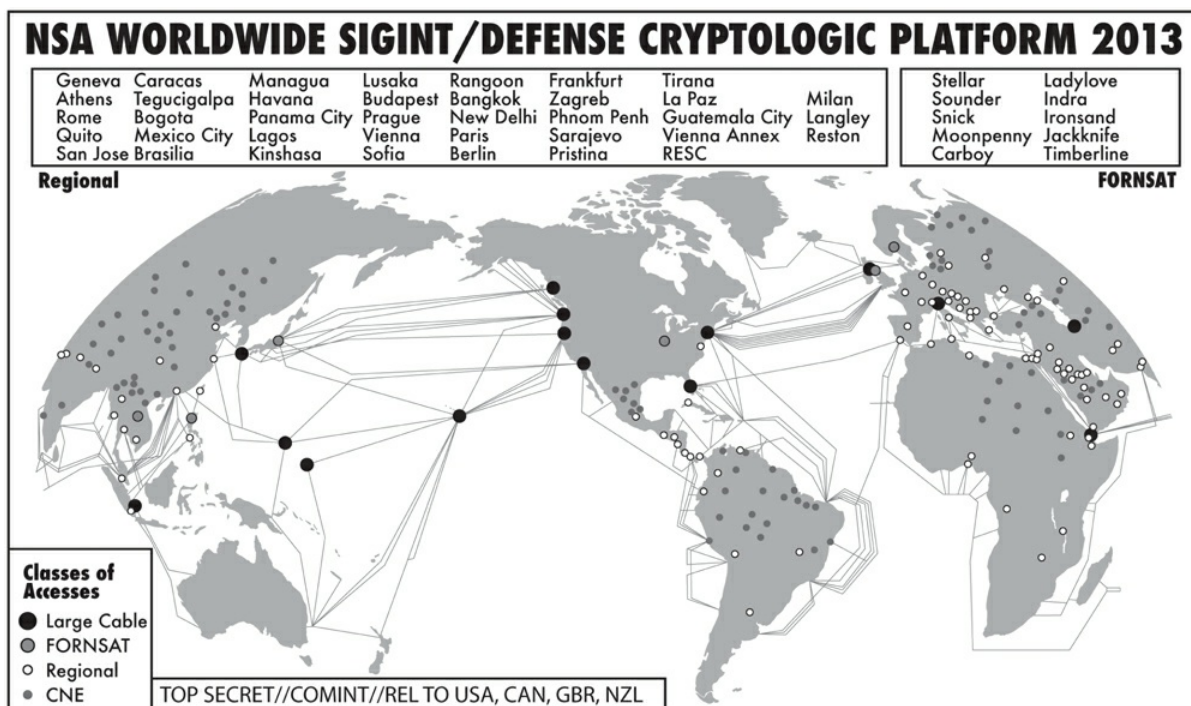 NSA WORLDWIDE SIGINT/DEFENSE CRYPTOLOGIC PLATFORM 2013
Geneva Caracas Managua Lusaka Rangoon Frankfurt Tirana
Athens Tegucigalpa Havana Budapest Bangkok Zagreb La Paz Milan
Rome Bogota Panama City Prague New Delhi Phnom Penh Guatemala City Langley
Quito Mexico City Lagos Vienna Paris Sarajevo Vienna Annex Reston
San Jose Brasilia Kinshasa Sofia Berlin Pristina RESC
Regional
Stellar Ladylove
Sounder Indra
Snick Ironsand
Moonpenny Jackknife
Carboy Timberline
FORNSAT
Classes of
Accesses
Large Cable
FORNSAT
Regional
CNE
TOP SECRET//COMINT//REL TO USA, CAN, GBR, NZL